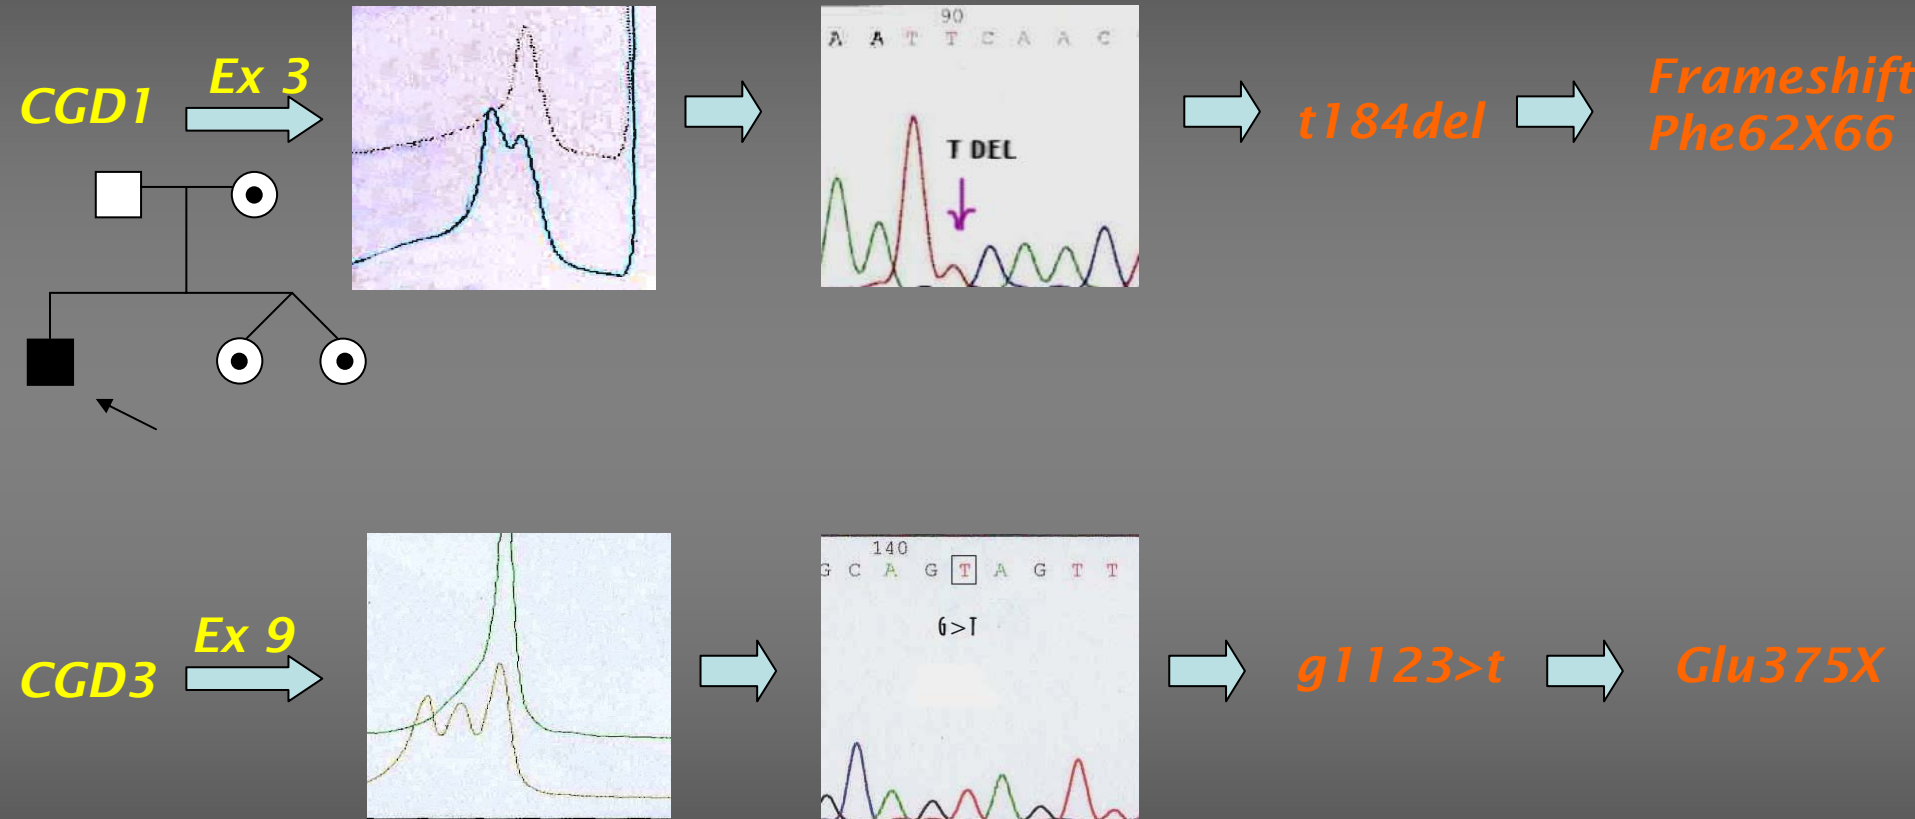 CGD1
Ex 3
90
A A T T C A A C
T DEL
t184del
Frameshift
Phe62X66
CGD3
Ex 9
140
G C A G T A G T T
G>T
g1123>t
Glu375X